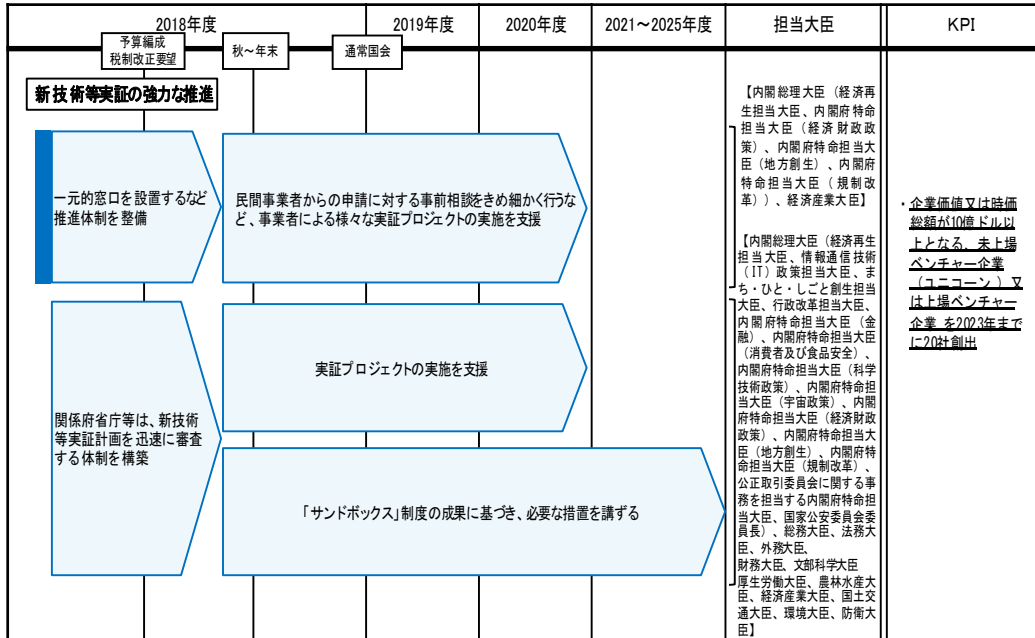 2018年度
2019年度
2020年度
2021～2025年度
担当大臣
KPI
予算編成
税制改正要望
秋～年末
通常国会
新技術等実証の強力な推進
一元的窓口を設置するなど
推進体制を整備
民間事業者からの申請に対する事前相談をきめ細かく行うな
ど、事業者による様々な実証プロジェクトの実施を支援
関係府省庁等は、新技術
等実証計画を迅速に審査
する体制を構築
実証プロジェクトの実施を支援
「サンドボックス」制度の成果に基づき、必要な措置を講ずる
【内閣総理大臣（経済再
生担当大臣、内閣府特命
担当大臣（経済財政政
策）、内閣府特命担当大
臣（地方創生）、内閣府
特命担当大臣（規制改
革））、経済産業大臣】
【内閣総理大臣（経済再生
担当大臣、情報通信技術
（IT）政策担当大臣、ま
ち・ひと・しごと創生担当
大臣、行政改革担当大臣、
内閣府特命担当大臣（金
融）、内閣府特命担当大臣
（消費者及び食品安全）、
内閣府特命担当大臣（科学
技術政策）、内閣府特命担
当大臣（宇宙政策）、内閣
府特命担当大臣（経済財政
政策）、内閣府特命担当大
臣（地方創生）、内閣府特
命担当大臣（規制改革）、
公正取引委員会に関する事
務を担当する内閣府特命担
当大臣、国家公安委員会委
員長）、総務大臣、法務大
臣、外務大臣、
財務大臣、文部科学大臣
厚生労働大臣、農林水産大
臣、経済産業大臣、国土交
通大臣、環境大臣、防衛大
臣】
・企業価値又は時価
総額が10億ドル以
上となる、未上場
ベンチャー企業
（ユニコーン）又
は上場ベンチャー
企業を2023年まで
に20社創出